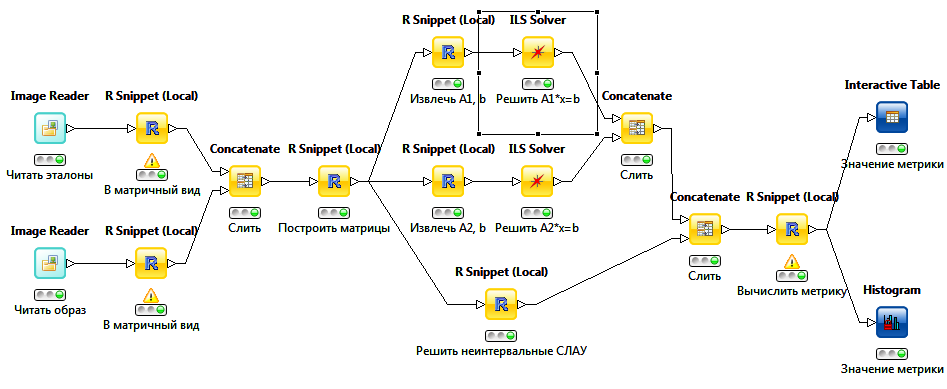 R Snippet (Local)
ILS Solver
Извлечь A1, b
Решить A1*x=b
Image Reader
R Snippet (Local)
Concatenate
Interactive Table
Читать эталоны
В матричный вид
Слить
Значение метрики
Concatenate
R Snippet (Local)
R Snippet (Local)
ILS Solver
Слить
Построить матрицы
Извлечь A2, b
Решить A2*x=b
Concatenate
R Snippet (Local)
Image Reader
R Snippet (Local)
Слить
Вычислить метрику
Читать образ
В матричный вид
R Snippet (Local)
Histogram
Решить неинтервальные СЛАУ
Значение метрики